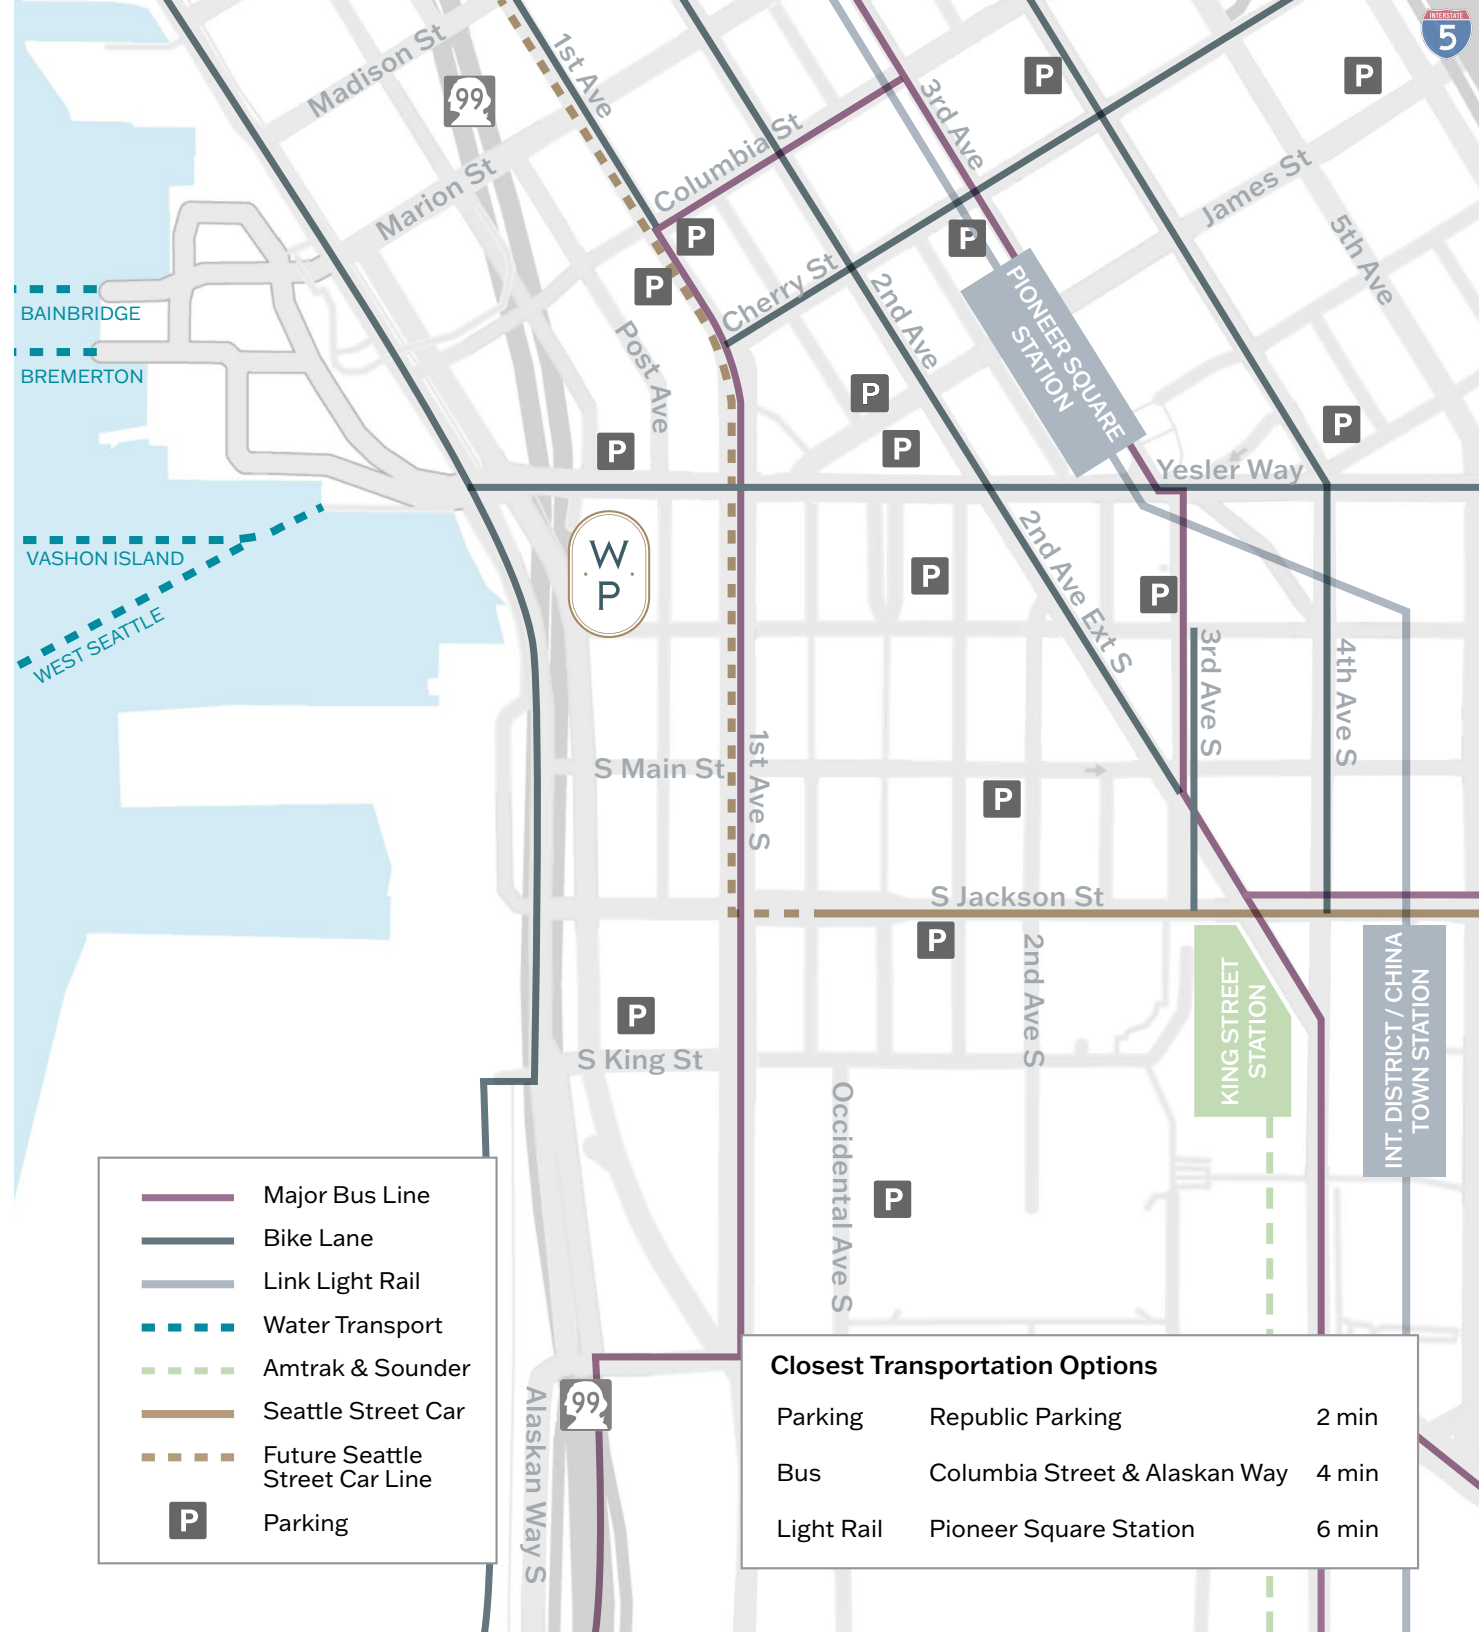 INTERSTATE
5
Madison St
1st Ave
99
3rd Ave
P
P
Columbia St
Marion St
James St
P
P
5th Ave
P
Cherry St
2nd Ave
PIONEER SQUARE
STATION
BAINBRIDGE
BREMERTON
Post Ave
P
P
P
P
Yesler Way
VASHON ISLAND
WEST SEATTLE
W
P
2nd Ave Ext S
P
P
3rd Ave S
4th Ave S
S Main St
1st Ave S
P
S Jackson St
P
2nd Ave S
KING STREET
STATION
INT. DISTRICT / CHINA
TOWN STATION
P
S King St
Occidental Ave S
P
Major Bus Line
Bike Lane
Link Light Rail
Water Transport
Amtrak & Sounder
Seattle Street Car
Future Seattle
Street Car Line
P Parking
99
Alaskan Way S
Closest Transportation Options
Parking Republic Parking 2 min
Bus Columbia Street & Alaskan Way 4 min
Light Rail Pioneer Square Station 6 min